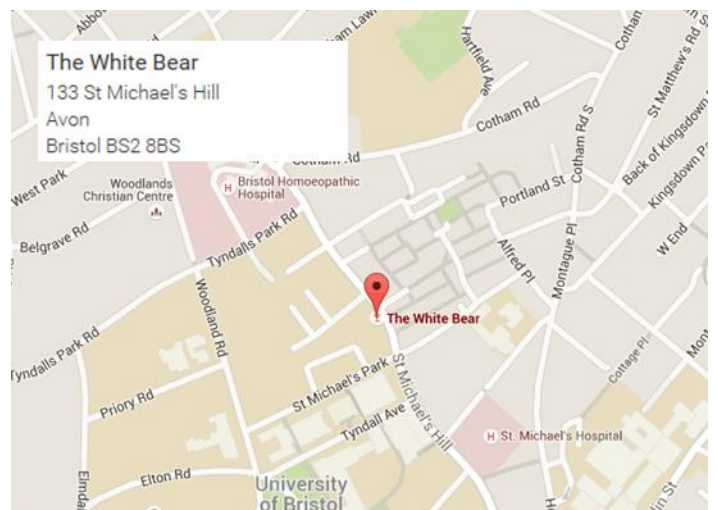 The White Bear
133 St Michael's Hill
Avon
Bristol BS2 8BS
Hartfield Ave
Cotham Rd
Cotham Rd S
St Matthew's Rd
Back of Kingsdown
Portland St
West Park
Woodlands
Christian Centre
H Bristol Homoeopathic
Hospital
Belgrave Rd
Tyndalls Park Rd
Alfred Pl
Montague Pl
W End
Woodland Rd
The White Bear
Tyndalls Park Rd
St Michael's Park
St Michael's Hill
Cottage Pl
Priory Rd
Tyndall Ave
H St. Michael's Hospital
Elton Rd
University
of Bristol